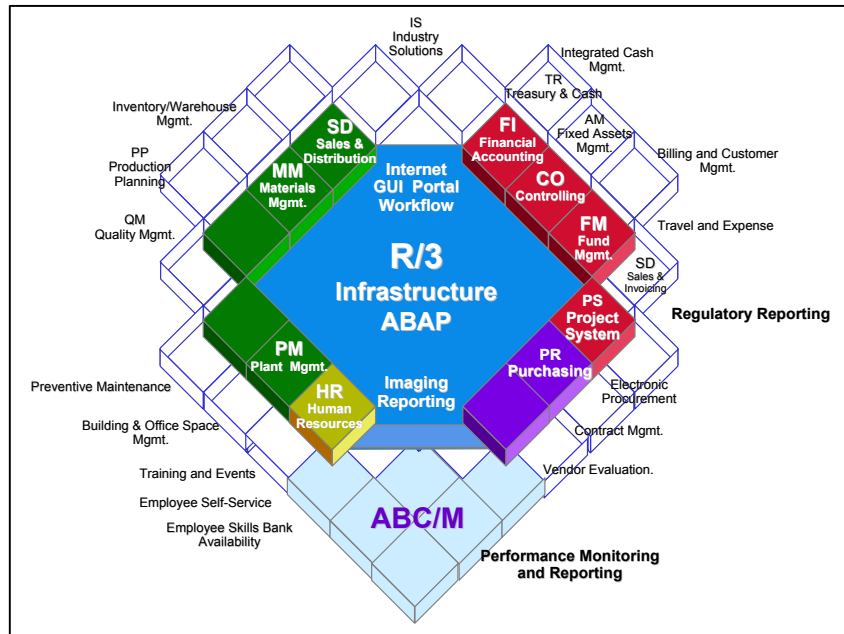 IS
Industry
Solutions
Integrated Cash
Mgmt.
TR
Treasury & Cash
Inventory/Warehouse
Mgmt.
SD
Sales &
Distribution
FI
Financial
Accounting
AM
Fixed Assets
Mgmt.
PP
Production
Planning
MM
Materials
Mgmt.
Internet
GUI Portal
Workflow
CO
Controlling
Billing and Customer
Mgmt.
QM
Quality Mgmt.
FM
Fund
Mgmt.
Travel and Expense
R/3
Infrastructure
ABAP
SD
Sales &
Invoicing
PS
Project
System
Regulatory Reporting
PM
Plant Mgmt.
PR
Purchasing
Preventive Maintenance
HR
Human
Resources
Imaging
Reporting
Electronic
Procurement
Building & Office Space
Mgmt.
Contract Mgmt.
Training and Events
Vendor Evaluation.
Employee Self-Service
Employee Skills Bank
Availability
ABC/M
Performance Monitoring
and Reporting